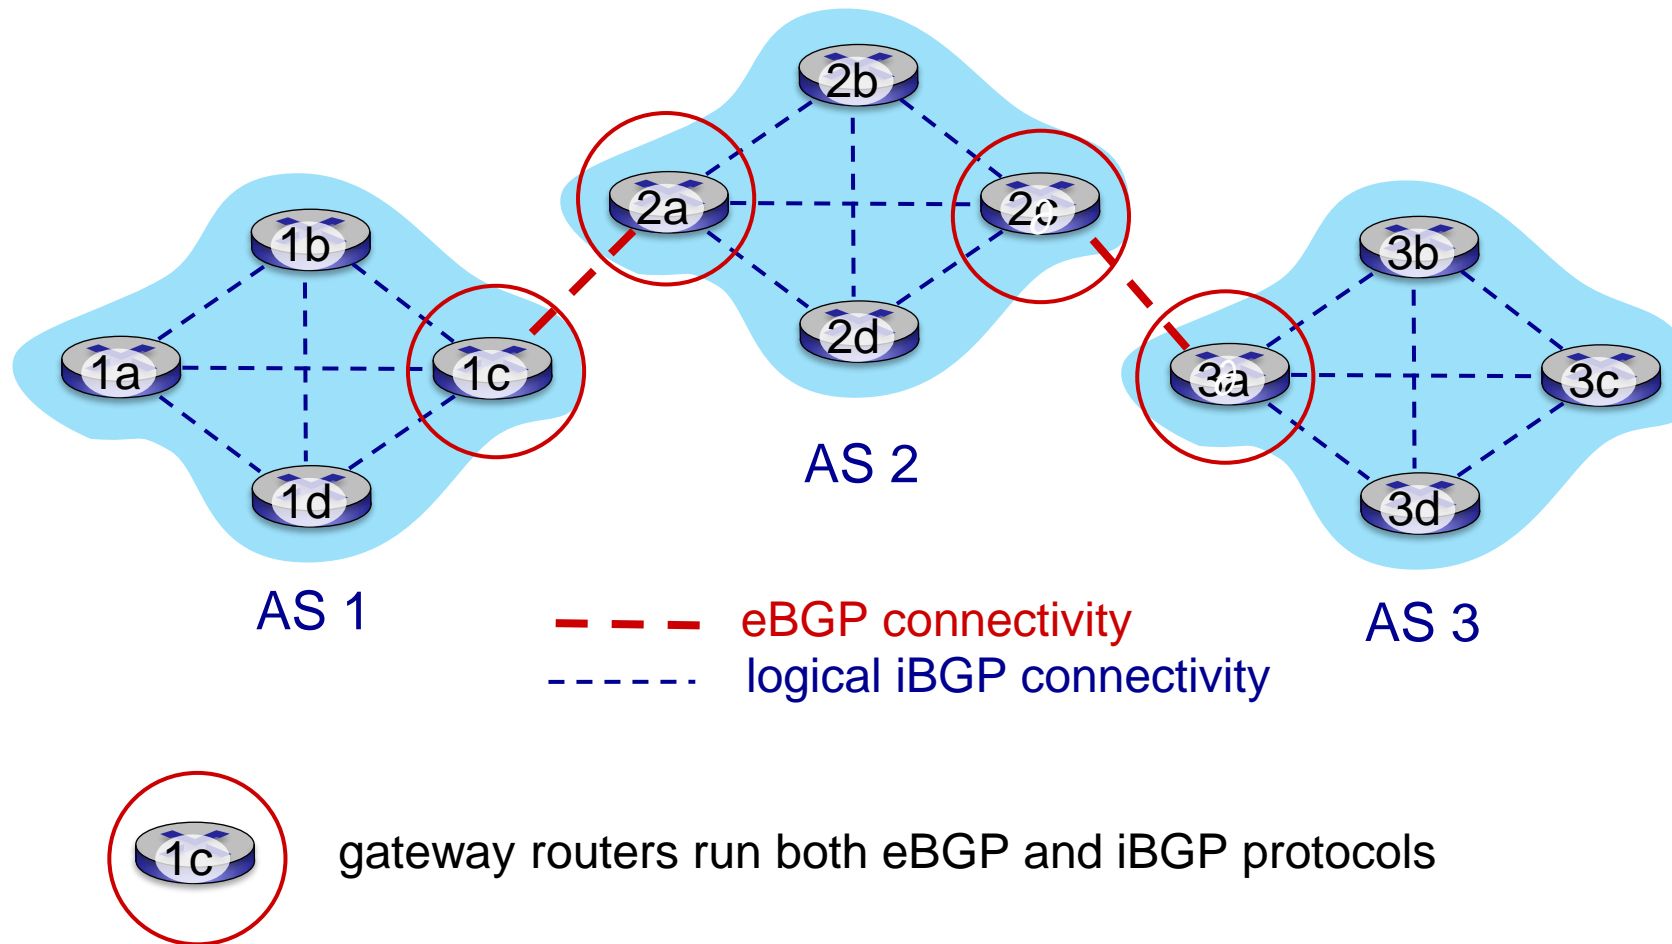 2b
2a
2c
1b
3b
2d
1a
1c
3a
3c
AS 2
1d
3d
AS 1
eBGP connectivity
AS 3
logical iBGP connectivity
1c
gateway routers run both eBGP and iBGP protocols